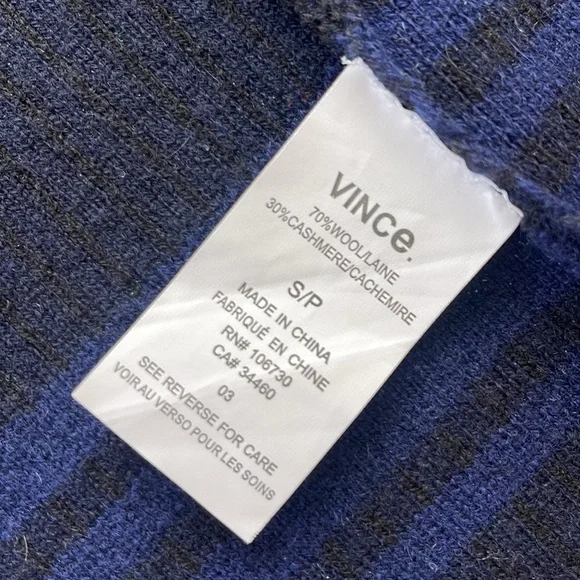 VINCe.
70%WOOL/LAINE
30%CASHMERE/CACHEMIRE
S/P
MADE IN CHINA
FABRIQUÉ EN CHINE
RN# 106730
CA# 34460
03
SEE REVERSE FOR CARE
VOIR AU VERSO POUR LES SOINS